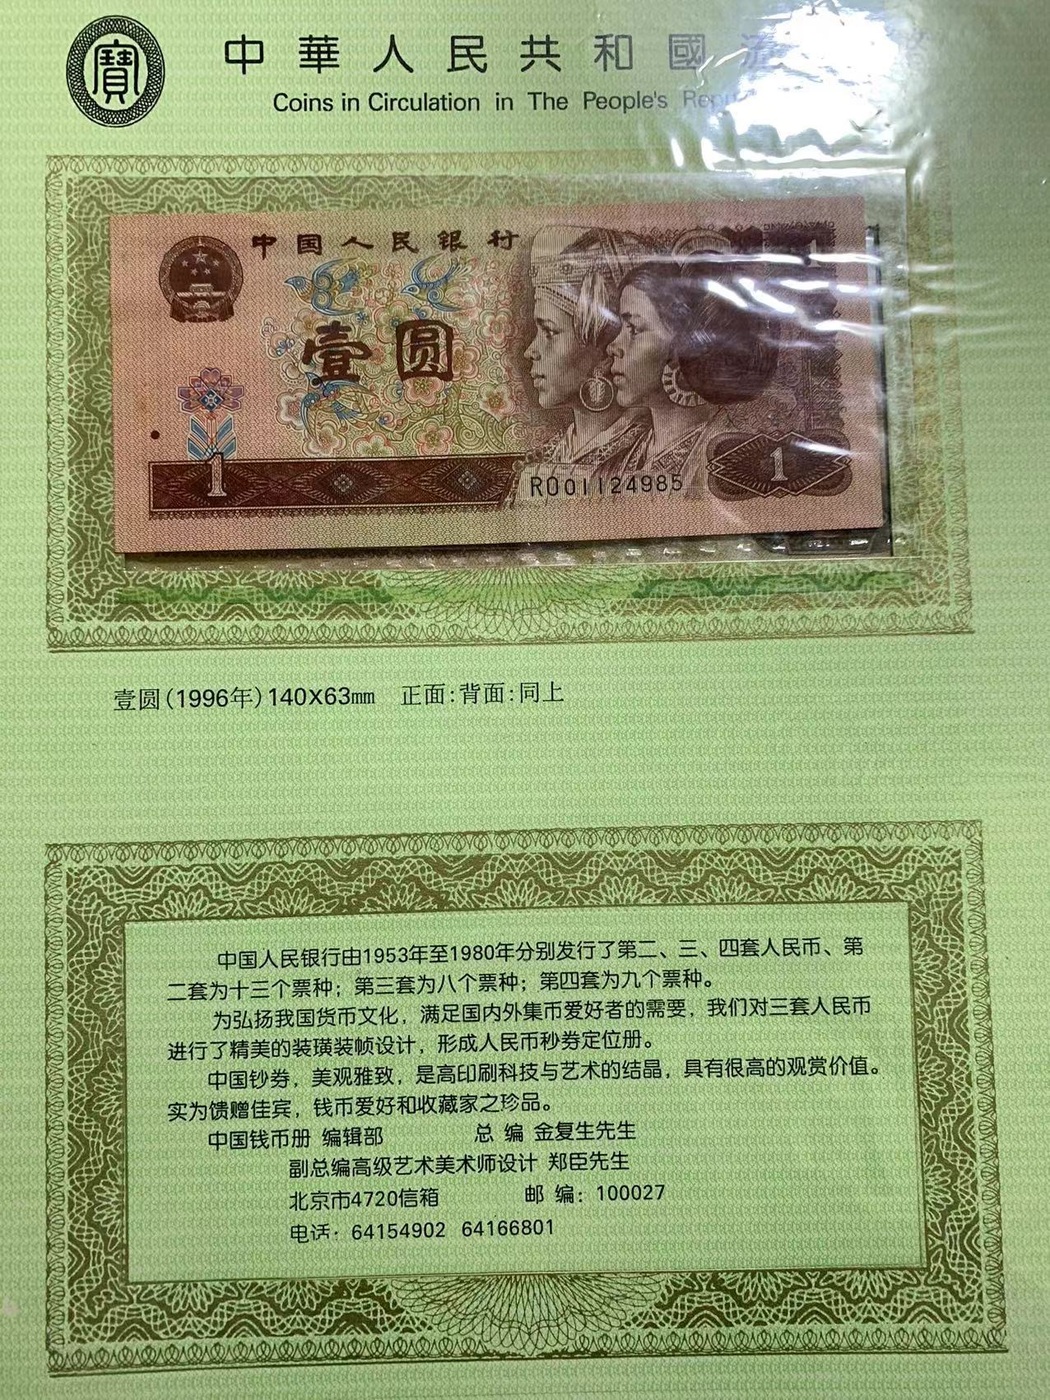 寶
中華人民共和國流
Coins in Circulation in The People's Repu
中国人民银行
1
壹圆
1
1
R001124985
壹圆(1996年)140X63mm 正面:背面:同上
中国人民银行由1953年至1980年分别发行了第二、三、四套人民币、第
二套为十三个票种；第三套为八个票种；第四套为九个票种。
为弘扬我国货币文化，满足国内外集币爱好者的需要，我们对三套人民币
进行了精美的装璜装帧设计，形成人民币秒券定位册。
中国钞券，美观雅致，是高印刷科技与艺术的结晶，具有很高的观赏价值。
实为馈赠佳宾，钱币爱好和收藏家之珍品。
中国钱币册 编辑部 总 编 金复生先生
副总编高级艺术美术师设计 郑臣先生
北京市4720信箱 邮 编：100027
电话：64154902 64166801